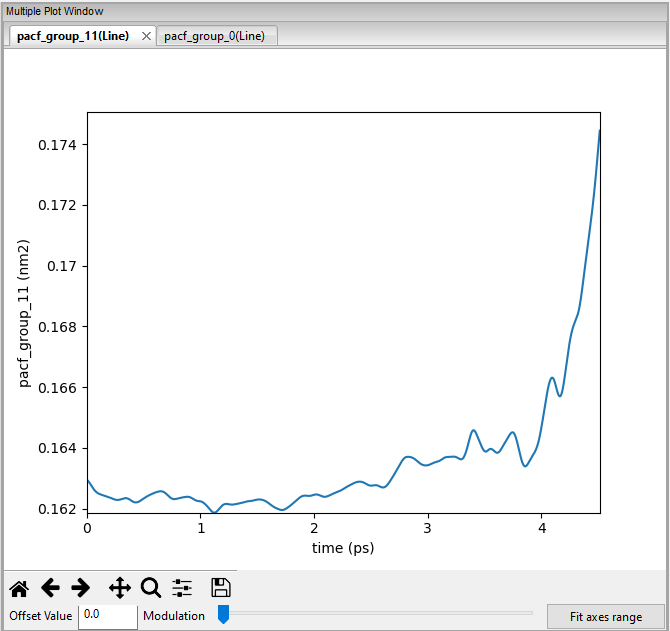 Multiple Plot Window
pacf_group_11(Line)
pacf_group_0(Line)
pacf_group_11 (nm2)
0.174
0.172
0.17
0.168
0.166
0.164
0.162
0 1 2 3 4
time (ps)
Offset Value 0.0 Modulation Fit axes range